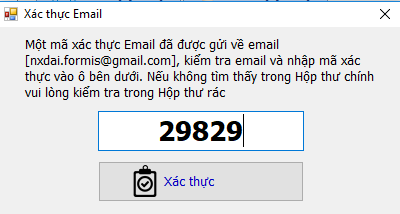 Xác thực Email
Một mã xác thực Email đã được gửi về email
[nxdai.formis@gmail.com], kiểm tra email và nhập mã xác
thực vào ô bên dưới. Nếu không tìm thấy trong Hộp thư chính
vui lòng kiểm tra trong Hộp thư rác
29829
Xác thực